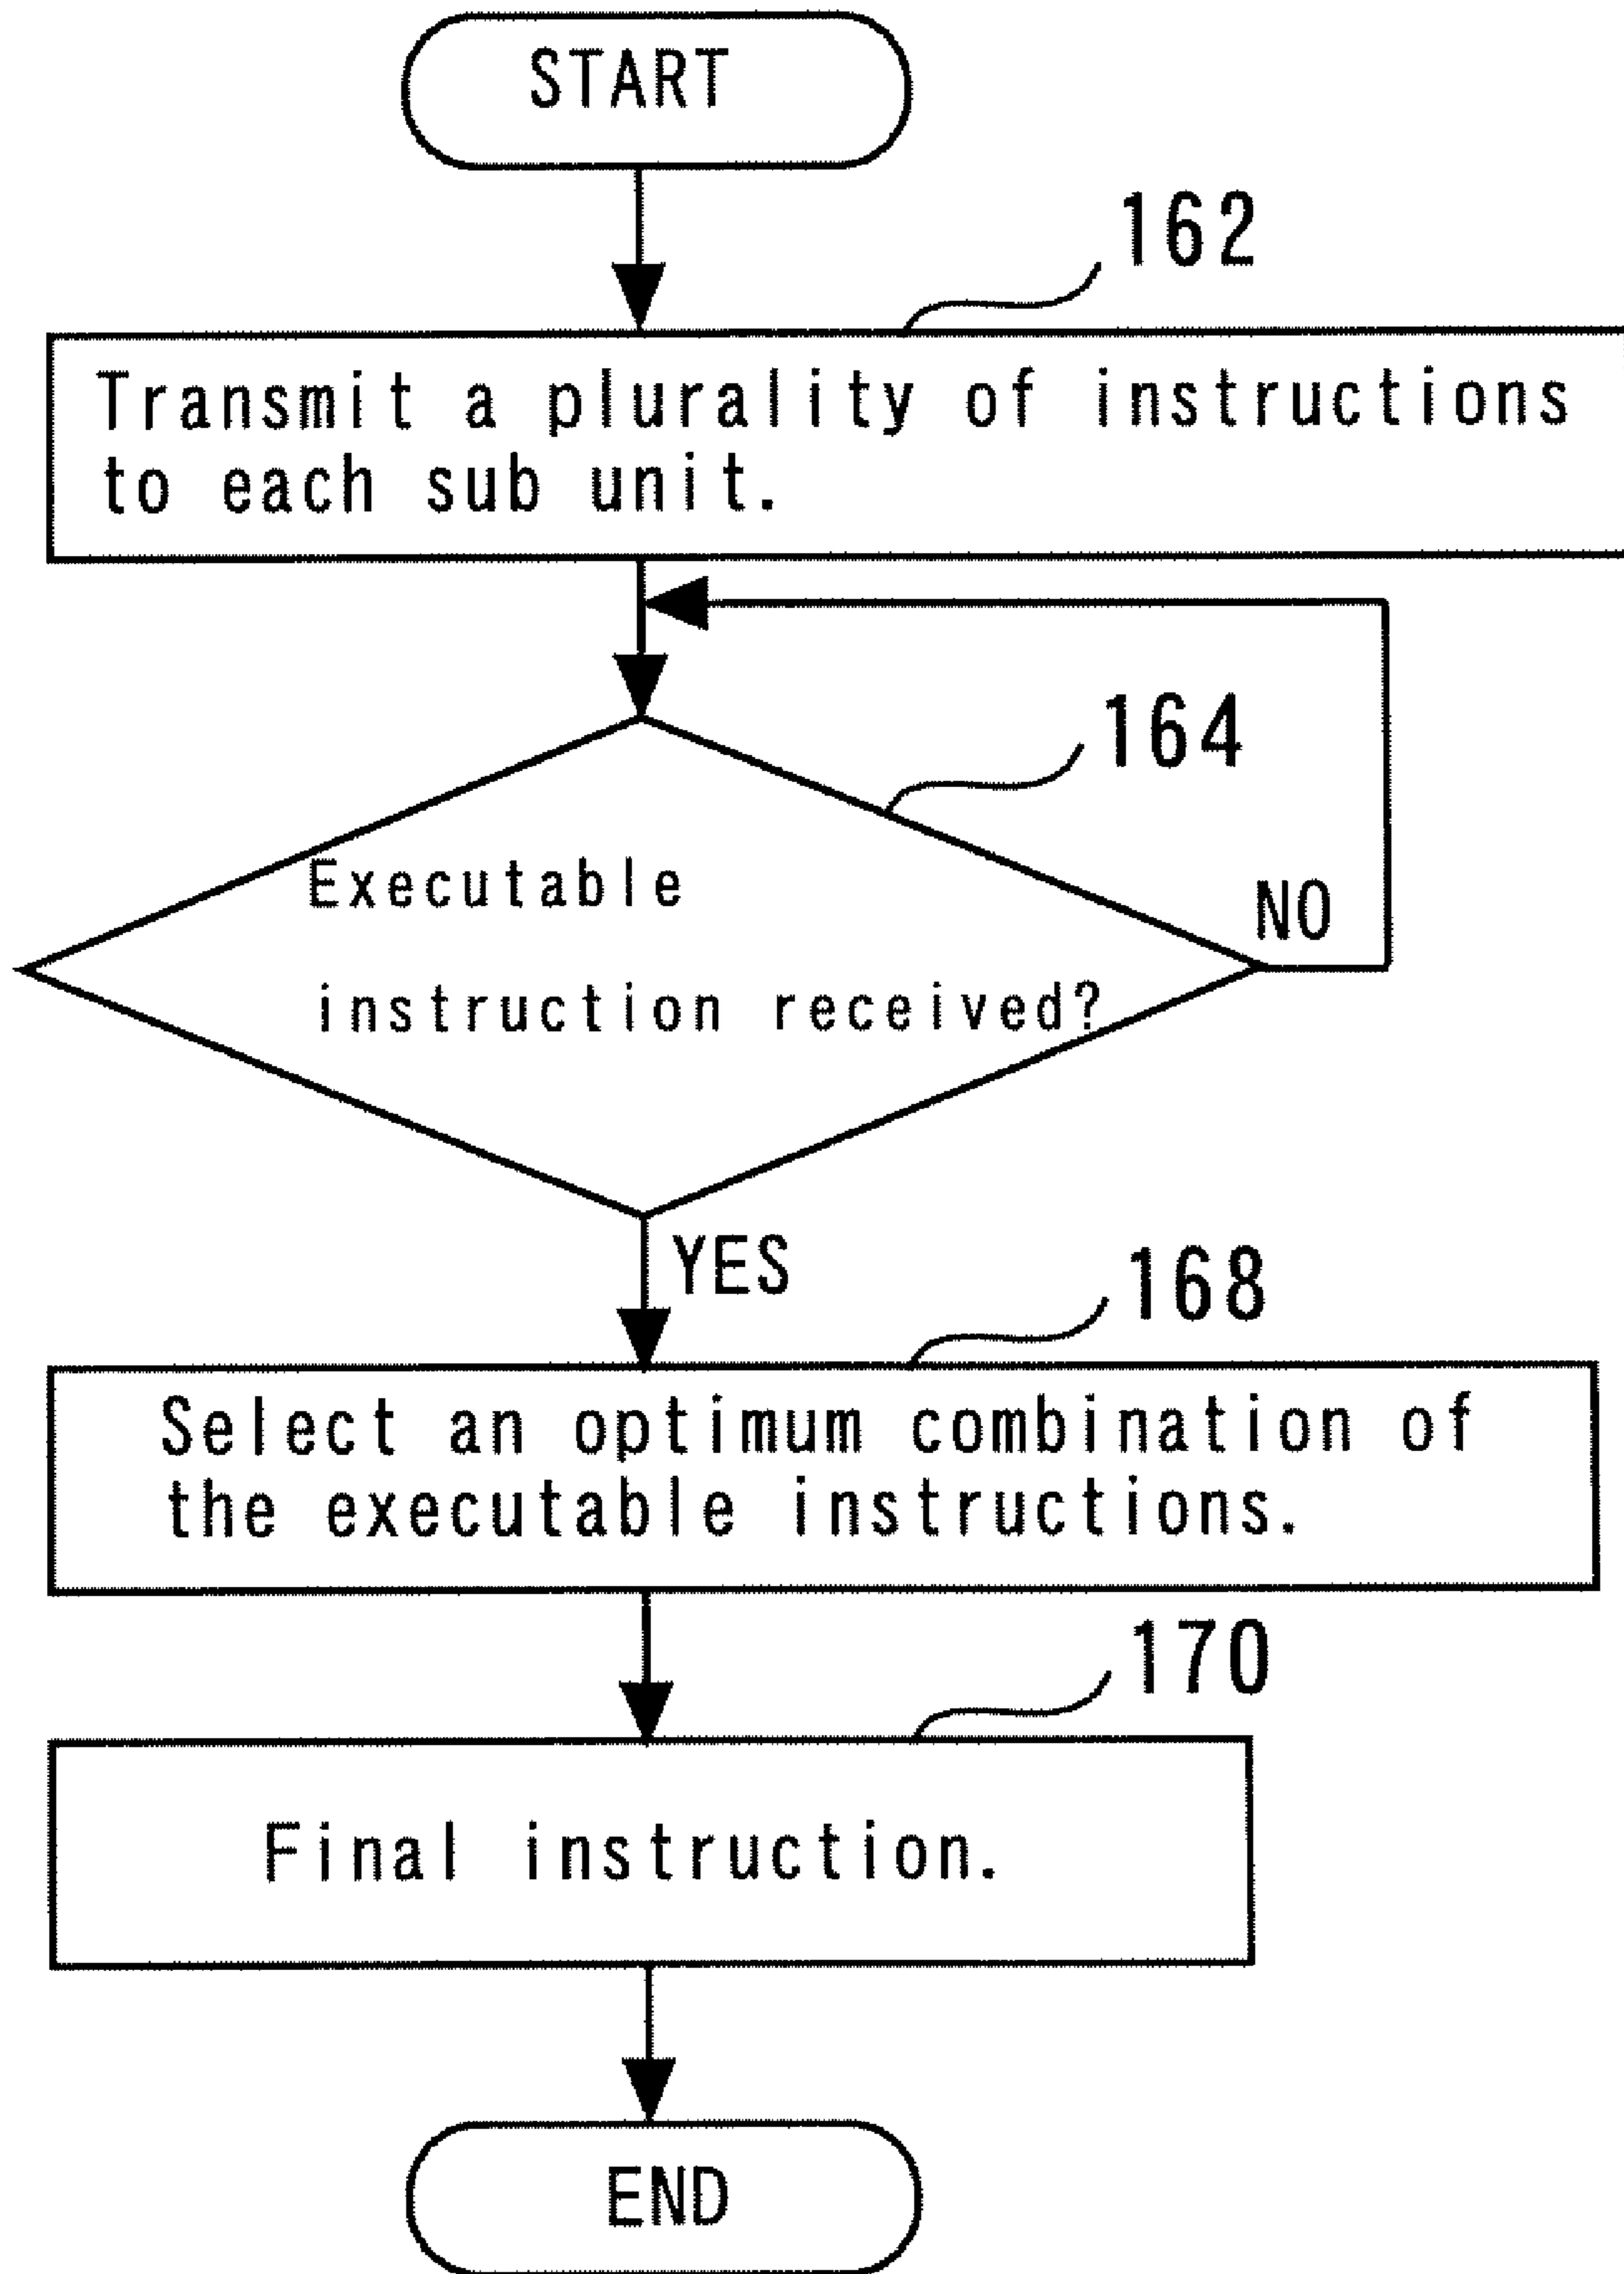 START
162
Transmit a plurality of instructions
to each sub unit.
164
Executable
instruction received?
NO
YES
168
Select an optimum combination of
the executable instructions.
170
Final instruction.
END